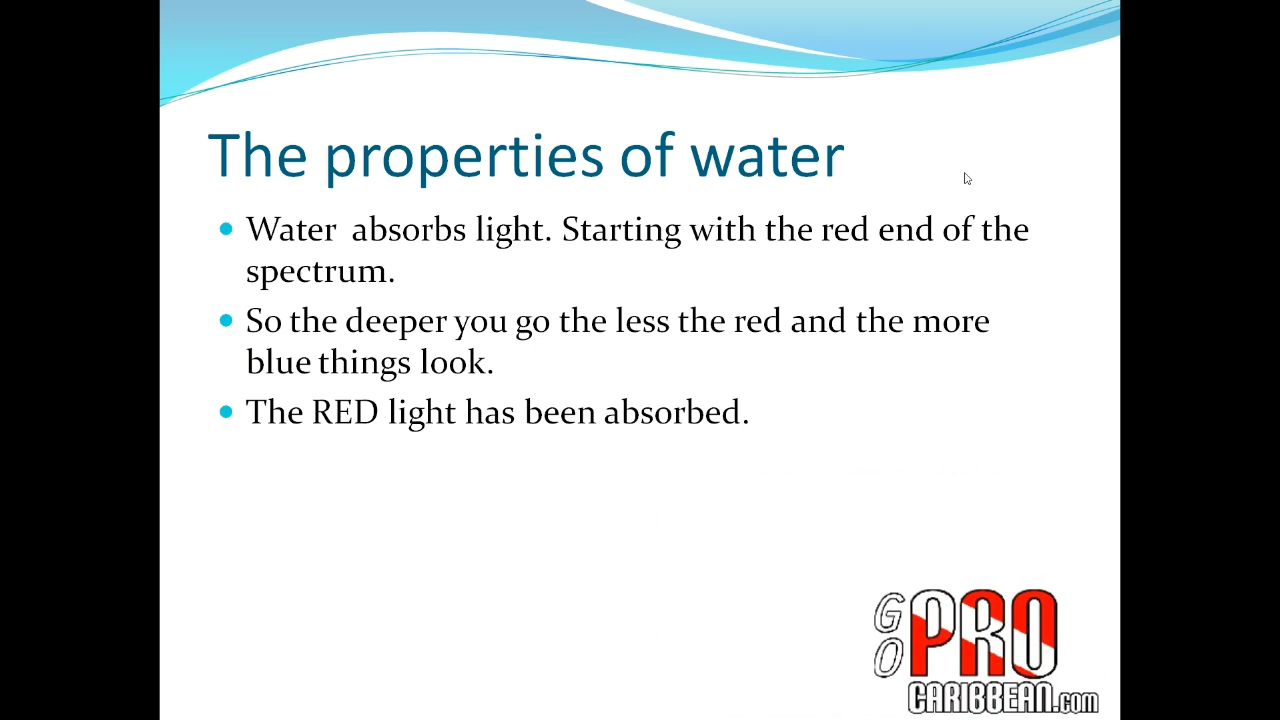 The properties of water
Water  absorbs light. Starting with the red end of the
spectrum.
So the deeper you go the less the red and the more
blue things look.
The RED light has been absorbed.
GO PRO
CARIBBEAN.com